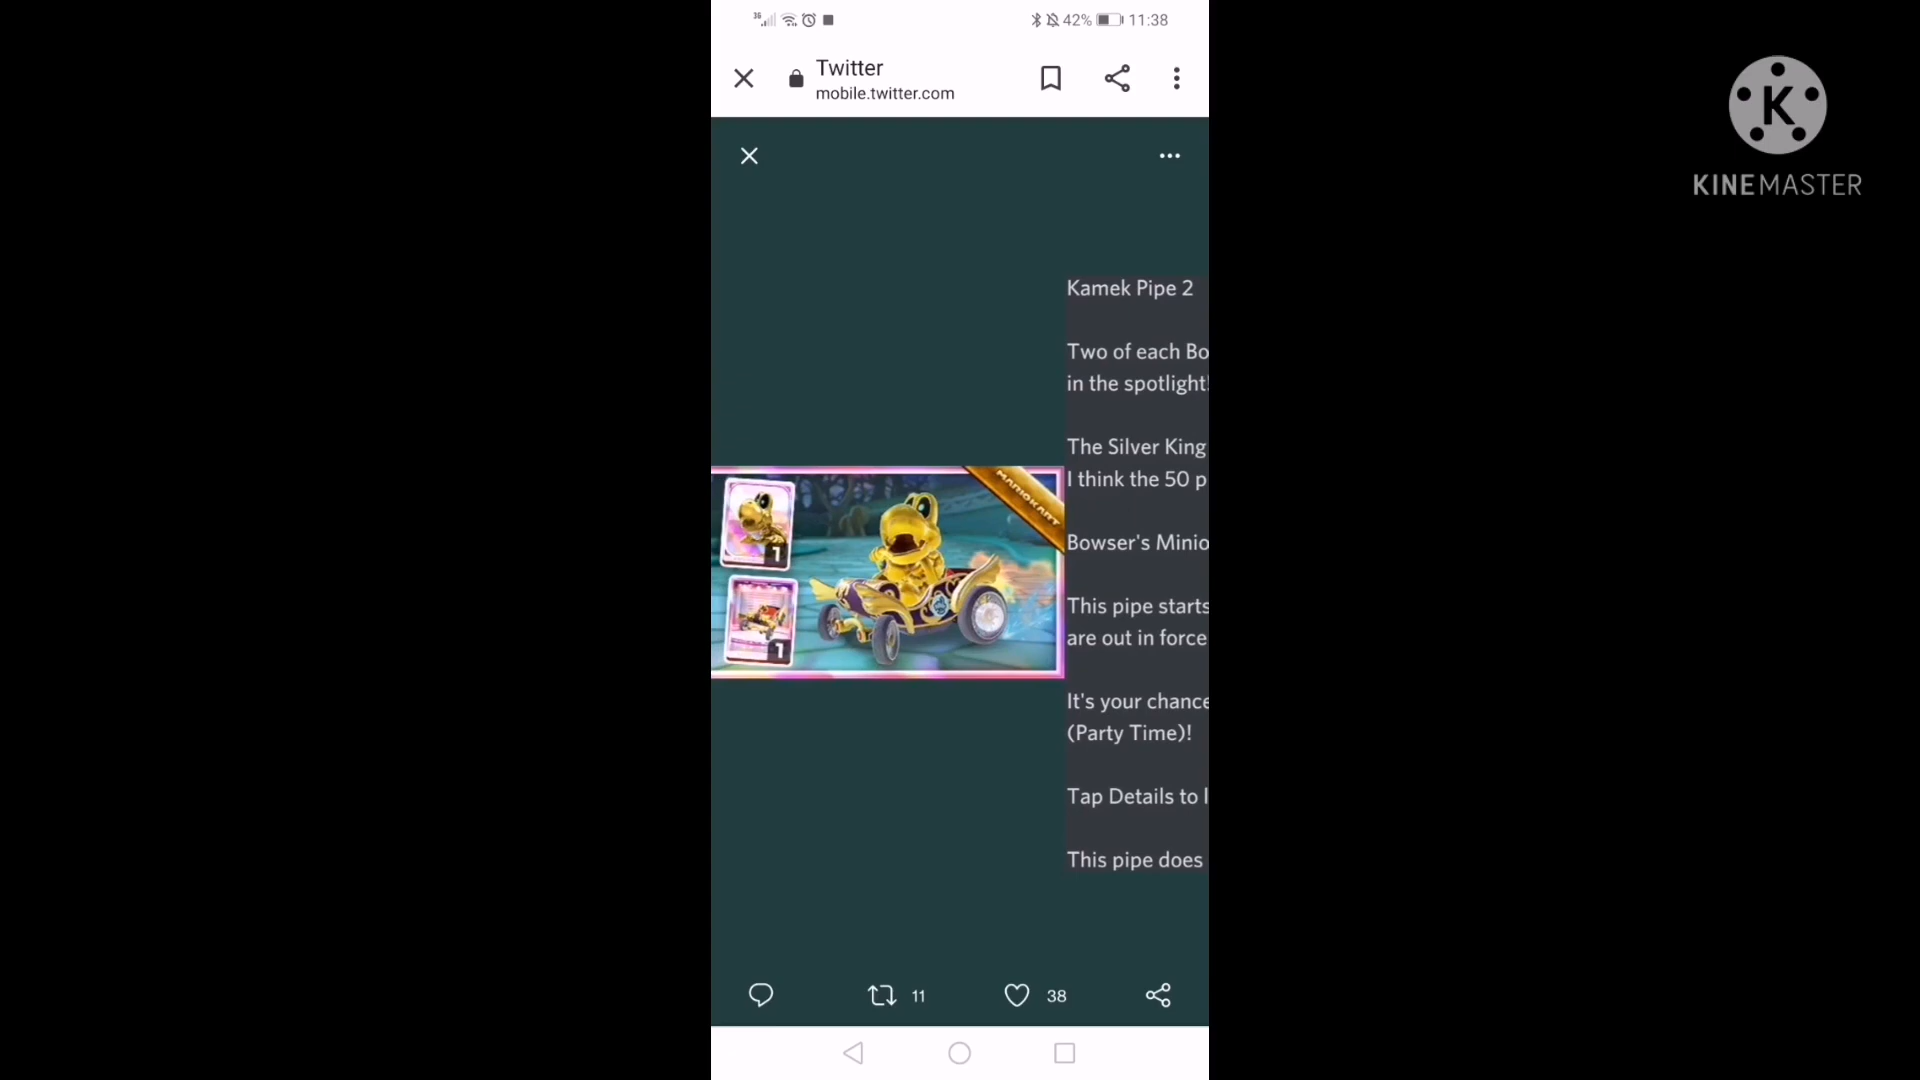 3G
42% 11:38
Twitter
mobile.twitter.com
KINEMASTER
K
Kamek Pipe 2
Two of each Bo
in the spotlight!
The Silver King
I think the 50 p
MARIOKART
1
1
Bowser's Minio
This pipe starts
are out in force
It's your chance
(Party Time)!
Tap Details to l
This pipe does
11
38